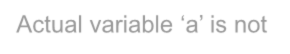 Actual variable ‘a’ is not